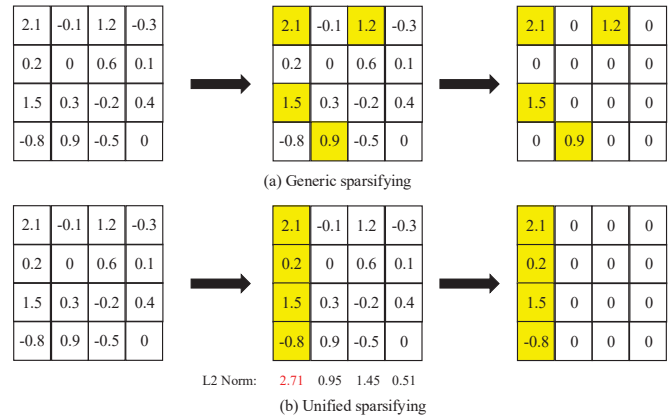 2.1 -0.1 1.2 -0.3 2.1 -0.1 1.2 -0.3 2.1 0 1.2 0
0.2 0 0.6 0.1 0.2 0 0.6 0.1 0 0 0 0
1.5 0.3 -0.2 0.4 1.5 0.3 -0.2 0.4 1.5 0 0 0
-0.8 0.9 -0.5 0 -0.8 0.9 -0.5 0 0 0.9 0 0
(a) Generic sparsifying
2.1 -0.1 1.2 -0.3 2.1 -0.1 1.2 -0.3 2.1 0 0 0
0.2 0 0.6 0.1 0.2 0 0.6 0.1 0.2 0 0 0
1.5 0.3 -0.2 0.4 1.5 0.3 -0.2 0.4 1.5 0 0 0
-0.8 0.9 -0.5 0 -0.8 0.9 -0.5 0 -0.8 0 0 0
L2 Norm: 2.71 0.95 1.45 0.51
(b) Unified sparsifying